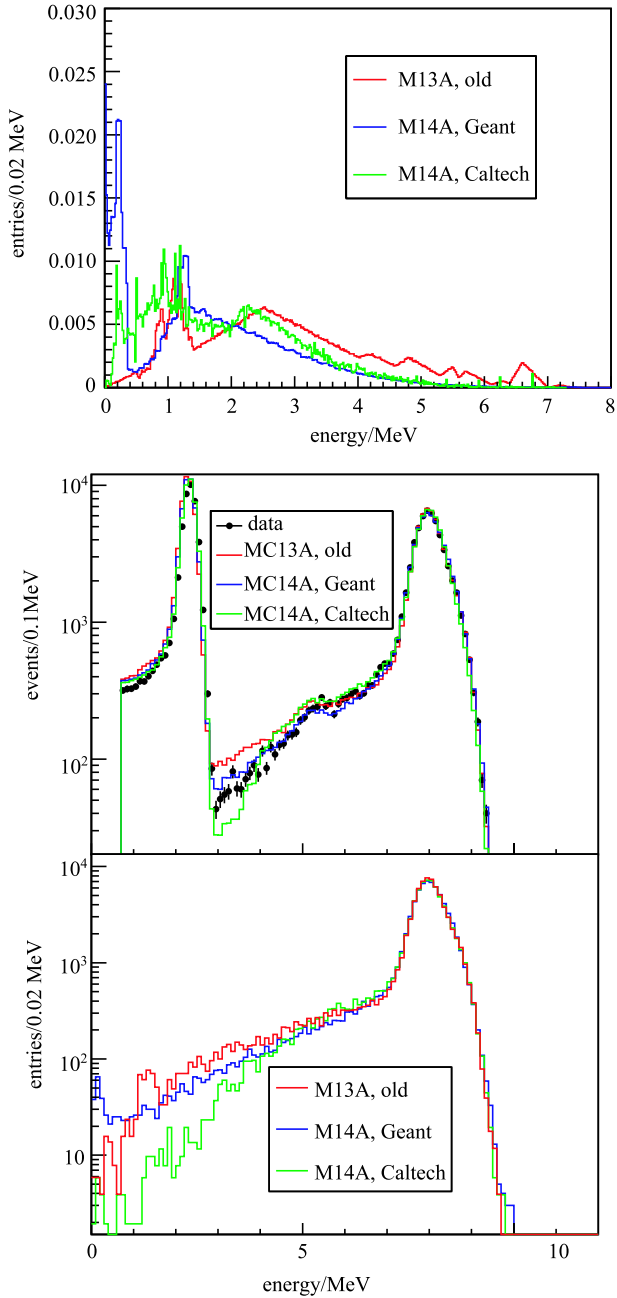 0.030
0.025
0.020
0.015
0.010
0.005
0
entries/0.02 MeV
M13A, old
M14A, Geant
M14A, Caltech
0 1 2 3 4 5 6 7 8
energy/MeV
10⁴
10³
10²
events/0.1MeV
data
MC13A, old
MC14A, Geant
MC14A, Caltech
10⁴
10³
10²
10
entries/0.02 MeV
M13A, old
M14A, Geant
M14A, Caltech
0 5 10
energy/MeV